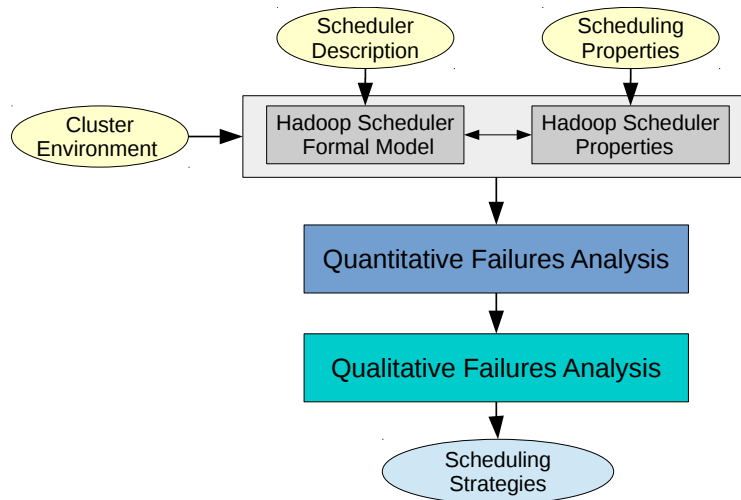 Scheduler
Description
Scheduling
Properties
Cluster
Environment
Hadoop Scheduler
Formal Model
Hadoop Scheduler
Properties
Quantitative Failures Analysis
Qualitative Failures Analysis
Scheduling
Strategies